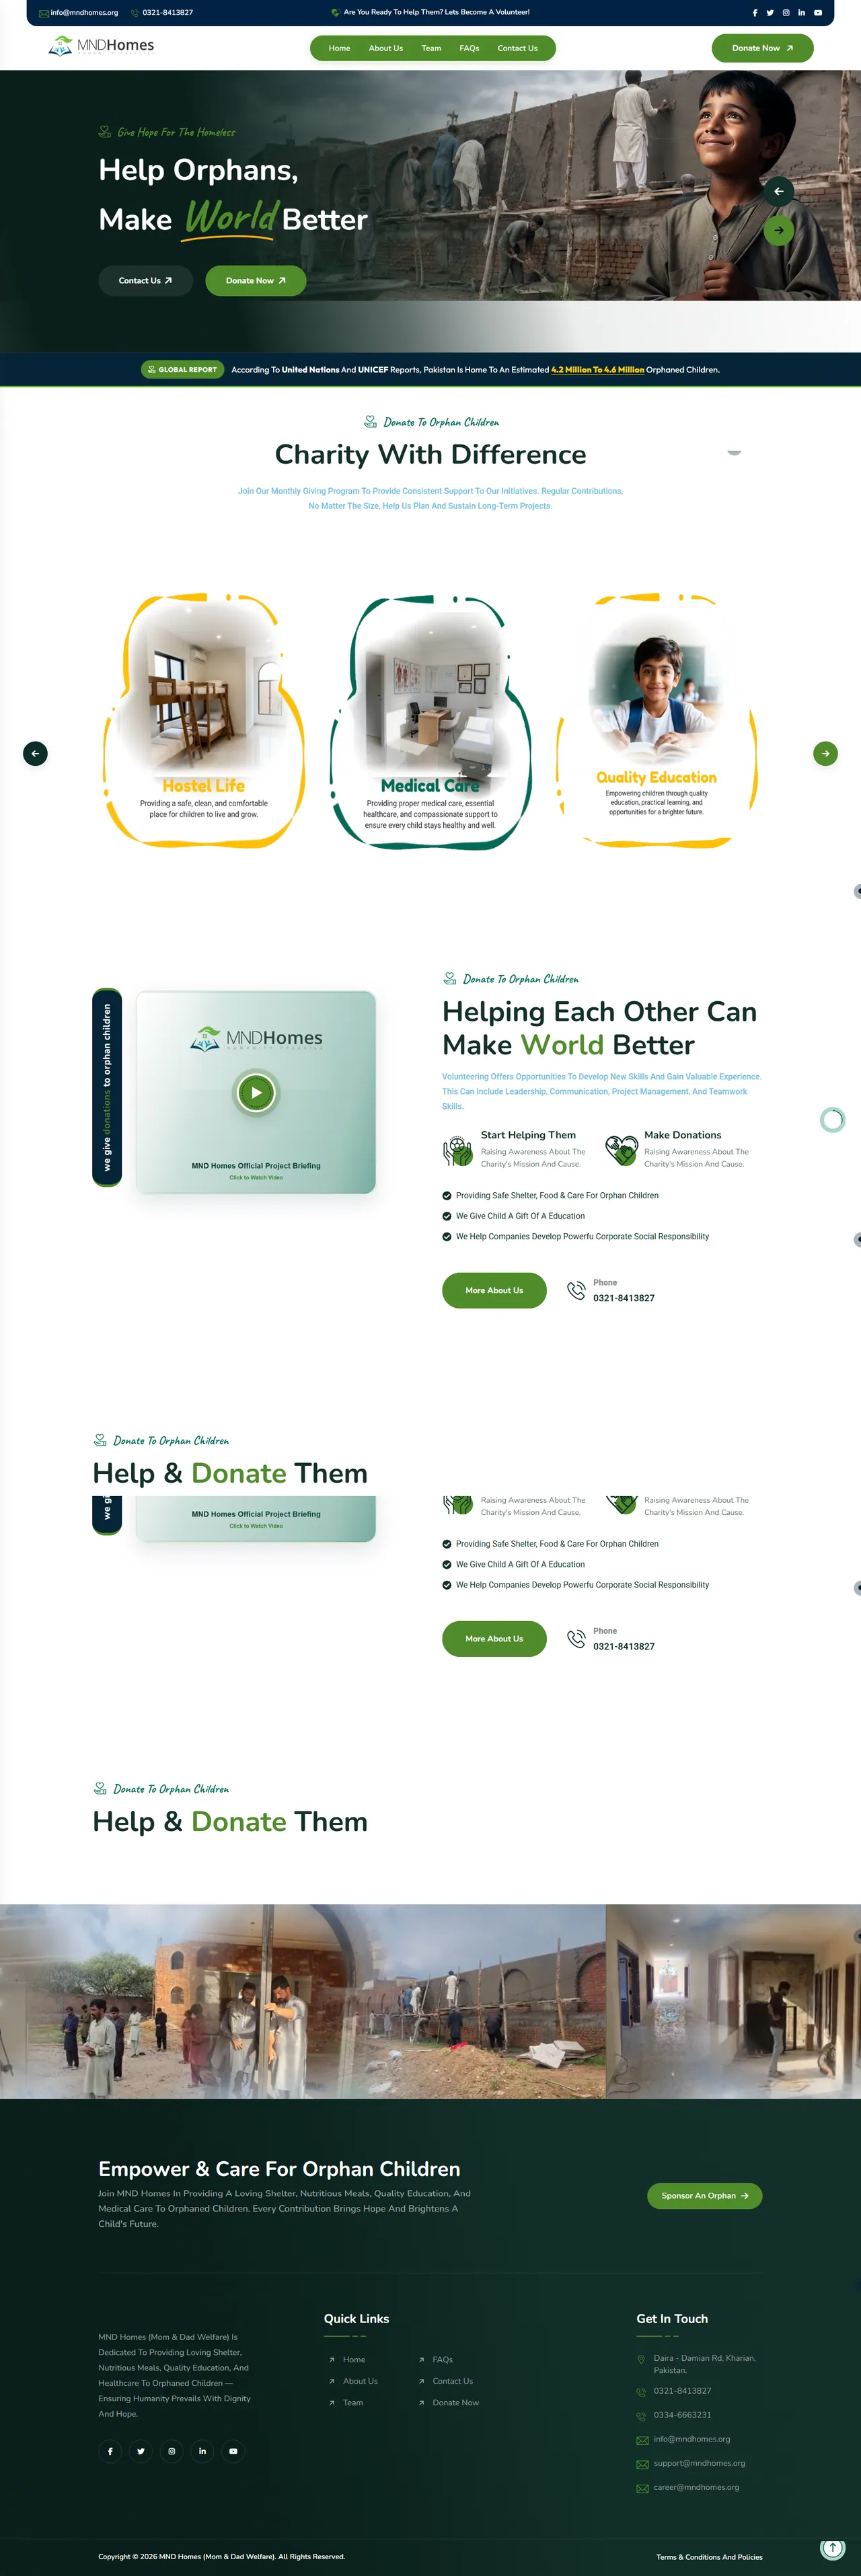 info@mndhomes.org
0321-8413827
Are You Ready To Help Them? Lets Become A Volunteer!
MNDHomes
Home
About Us
Team
FAQs
Contact Us
Donate Now
Give Hope For The Homeless
Help Orphans,
Make World Better
Contact Us
Donate Now
GLOBAL REPORT
According To United Nations And UNICEF Reports, Pakistan Is Home To An Estimated 4.2 Million To 4.6 Million Orphaned Children.
Donate To Orphan Children
Charity With Difference
Join Our Monthly Giving Program To Provide Consistent Support To Our Initiatives. Regular Contributions,
No Matter The Size, Help Us Plan And Sustain Long-Term Projects.
Hostel Life
Providing a safe, clean, and comfortable
place for children to live and grow.
Medical Care
Providing proper medical care, essential
healthcare, and compassionate support to
ensure every child stays healthy and well.
Quality Education
Empowering children through quality
education, practical learning, and
opportunities for a brighter future.
we give donations to orphan children
MNDHomes
MND Homes Official Project Briefing
Click to Watch Video
Donate To Orphan Children
Helping Each Other Can
Make World Better
Volunteering Offers Opportunities To Develop New Skills And Gain Valuable Experience.
This Can Include Leadership, Communication, Project Management, And Teamwork
Skills.
Start Helping Them
Raising Awareness About The
Charity's Mission And Cause.
Make Donations
Raising Awareness About The
Charity's Mission And Cause.
Providing Safe Shelter, Food & Care For Orphan Children
We Give Child A Gift Of A Education
We Help Companies Develop Powerfu Corporate Social Responsibility
More About Us
Phone
0321-8413827
Donate To Orphan Children
Help & Donate Them
we g
MND Homes Official Project Briefing
Click to Watch Video
Raising Awareness About The
Charity's Mission And Cause.
Raising Awareness About The
Charity's Mission And Cause.
Providing Safe Shelter, Food & Care For Orphan Children
We Give Child A Gift Of A Education
We Help Companies Develop Powerfu Corporate Social Responsibility
More About Us
Phone
0321-8413827
Donate To Orphan Children
Help & Donate Them
Empower & Care For Orphan Children
Join MND Homes In Providing A Loving Shelter, Nutritious Meals, Quality Education, And
Medical Care To Orphaned Children. Every Contribution Brings Hope And Brightens A
Child's Future.
Sponsor An Orphan
MND Homes (Mom & Dad Welfare) Is
Dedicated To Providing Loving Shelter,
Nutritious Meals, Quality Education, And
Healthcare To Orphaned Children —
Ensuring Humanity Prevails With Dignity
And Hope.
Quick Links
Home
About Us
Team
FAQs
Contact Us
Donate Now
Get In Touch
Daira - Damian Rd, Kharian,
Pakistan.
0321-8413827
0334-6663231
info@mndhomes.org
support@mndhomes.org
career@mndhomes.org
Copyright © 2026 MND Homes (Mom & Dad Welfare). All Rights Reserved.
Terms & Conditions And Policies